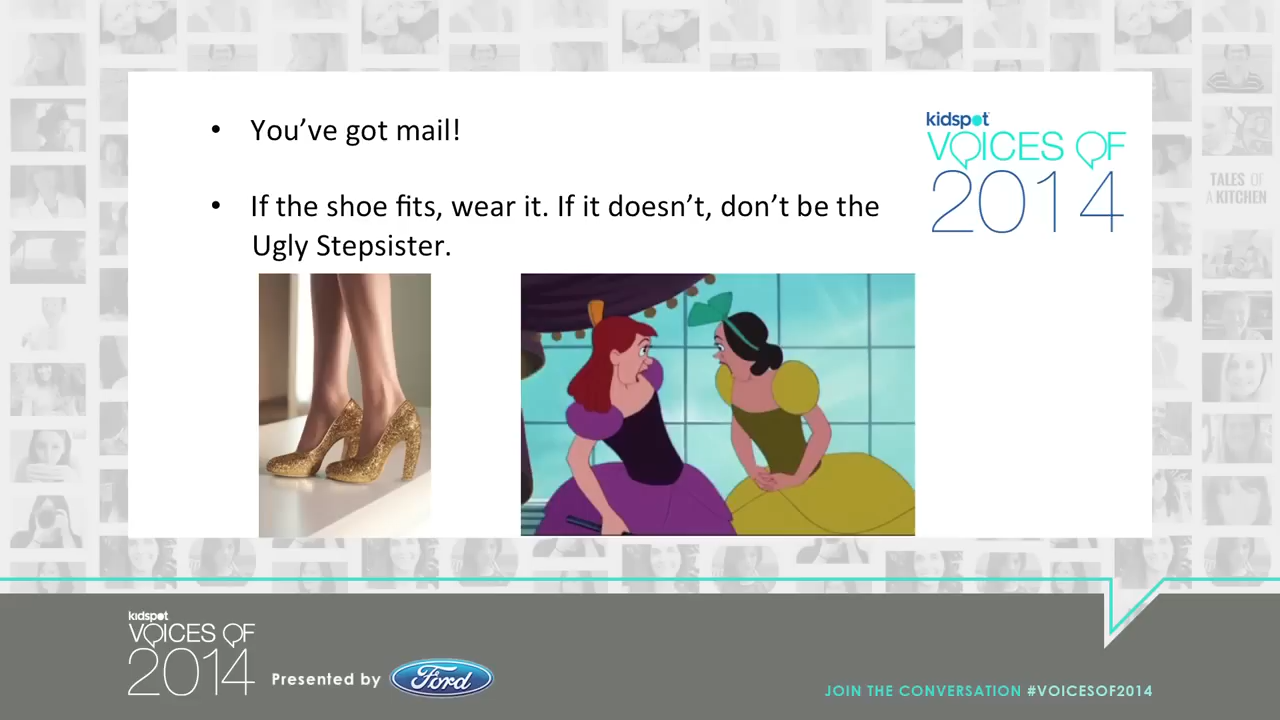 • You’ve got mail!
kidspot
VOICES OF
2014
• If the shoe fits, wear it. If it doesn’t, don’t be the
Ugly Stepsister.
TALES OF
A KITCHEN
kidspot
VOICES OF
2014
Presented by
Ford
JOIN THE CONVERSATION #VOICESOF2014